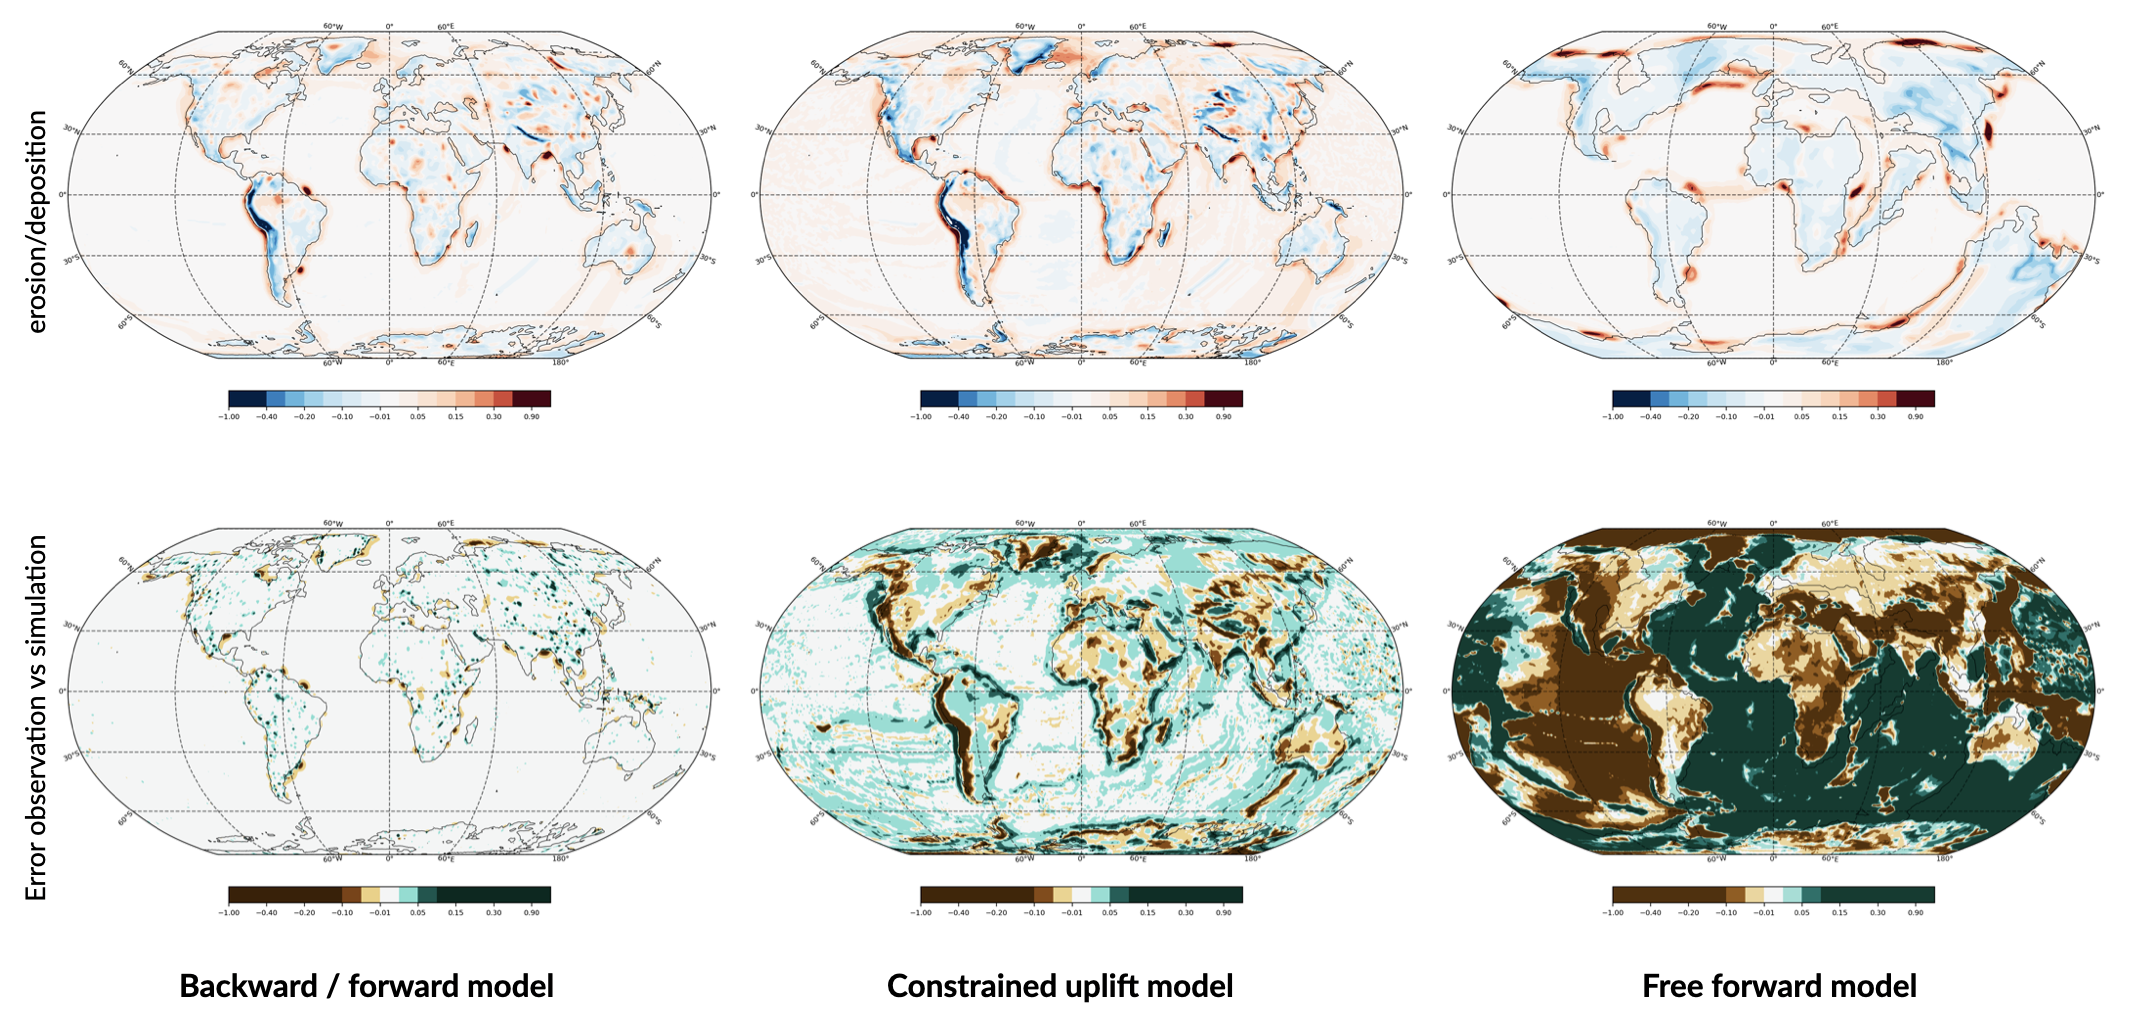 erosion/deposition
60°W 0° 60°E
60°N 60°N
30°N 30°N
0° 0°
30°S 30°S
60°S 60°S
60°W 0° 60°E 180°
−1.00 −0.40 −0.20 −0.10 −0.01 0.05 0.15 0.30 0.90
60°W 0° 60°E
60°N 60°N
30°N 30°N
0° 0°
30°S 30°S
60°S 60°S
60°W 0° 60°E 180°
−1.00 −0.40 −0.20 −0.10 −0.01 0.05 0.15 0.30 0.90
60°W 0° 60°E
60°N 60°N
30°N 30°N
0° 0°
30°S 30°S
60°S 60°S
60°W 0° 60°E 180°
−1.00 −0.40 −0.20 −0.10 −0.01 0.05 0.15 0.30 0.90
Error observation vs simulation
60°W 0° 60°E
60°N 60°N
30°N 30°N
0° 0°
30°S 30°S
60°S 60°S
60°W 0° 60°E 180°
−1.00 −0.40 −0.20 −0.10 −0.01 0.05 0.15 0.30 0.90
60°W 0° 60°E
60°N 60°N
30°N 30°N
0° 0°
30°S 30°S
60°S 60°S
60°W 0° 60°E 180°
−1.00 −0.40 −0.20 −0.10 −0.01 0.05 0.15 0.30 0.90
60°W 0° 60°E
60°N 60°N
30°N 30°N
0° 0°
30°S 30°S
60°S 60°S
60°W 0° 60°E 180°
−1.00 −0.40 −0.20 −0.10 −0.01 0.05 0.15 0.30 0.90
Backward / forward model
Constrained uplift model
Free forward model